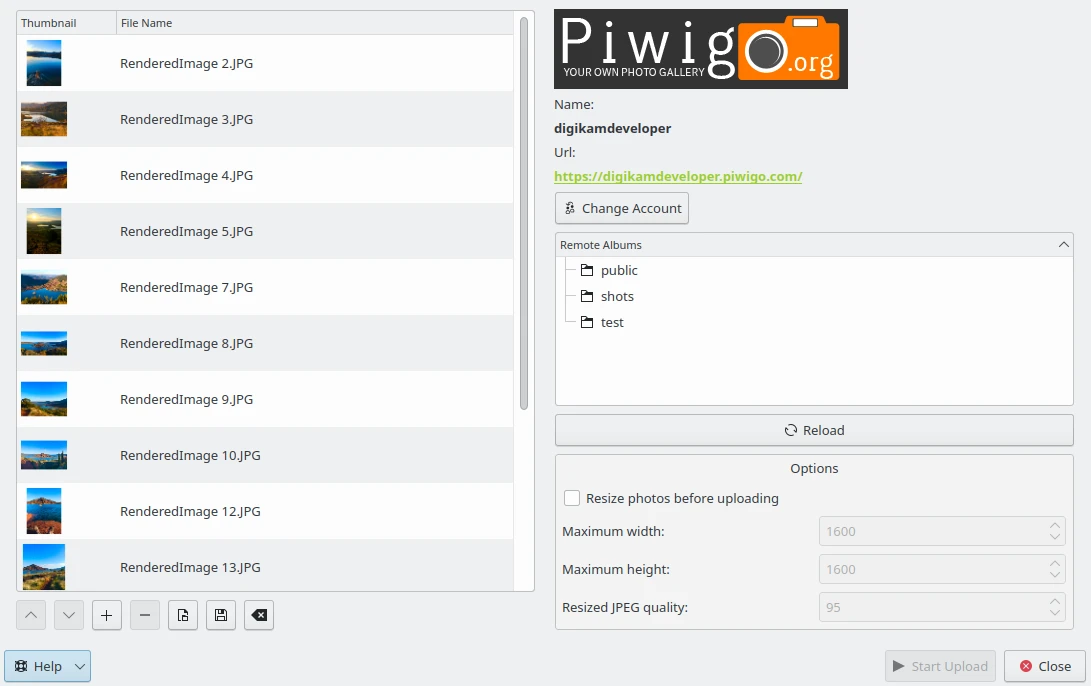 Thumbnail File Name
RenderedImage 2.JPG
RenderedImage 3.JPG
RenderedImage 4.JPG
RenderedImage 5.JPG
RenderedImage 7.JPG
RenderedImage 8.JPG
RenderedImage 9.JPG
RenderedImage 10.JPG
RenderedImage 12.JPG
RenderedImage 13.JPG
Help
Piwigo.org
YOUR OWN PHOTO GALLERY
Name:
digikamdeveloper
Url:
https://digikamdeveloper.piwigo.com/
Change Account
Remote Albums
public
shots
test
Reload
Options
Resize photos before uploading
Maximum width: 1600
Maximum height: 1600
Resized JPEG quality: 95
Start Upload Close